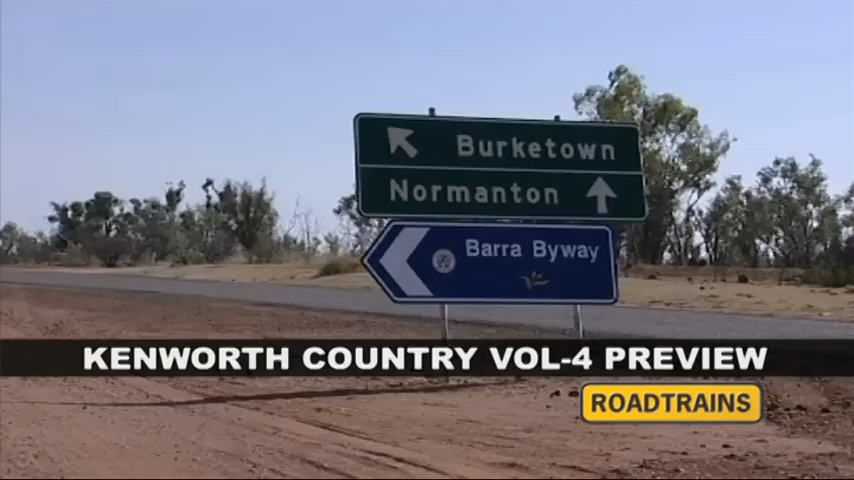 Burketown
Normanton
Barra Byway
KENWORTH COUNTRY VOL-4 PREVIEW
ROADTRAINS